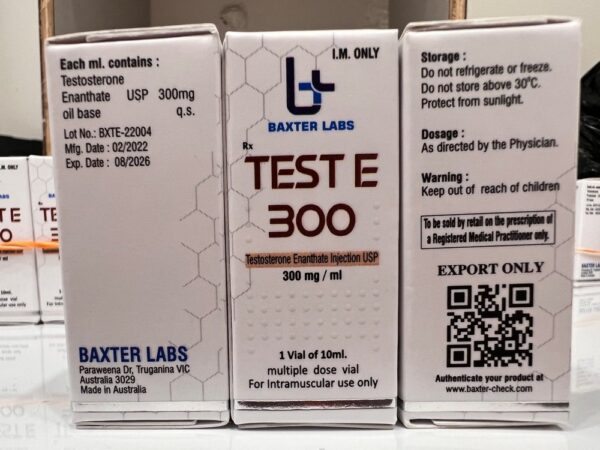 Each ml. contains :
Testosterone
Enanthate USP 300mg
oil base q.s.
Lot No.: BXTE-22004
Mfg. Date : 02/2022
Exp. Date : 08/2026
BAXTER LABS
Paraweena Dr, Truganina VIC
Australia 3029
Made in Australia
I.M. ONLY
bt
BAXTER LABS
Rx
TEST E
300
Testosterone Enanthate Injection USP
300 mg / ml
1 Vial of 10ml.
multiple dose vial
For Intramuscular use only
Storage :
Do not refrigerate or freeze.
Do not store above 30°C.
Protect from sunlight.
Dosage :
As directed by the Physician.
Warning :
Keep out of reach of children
To be sold by retail on the prescription of
a Registered Medical Practitioner only.
EXPORT ONLY
Authenticate your product at
www.baxter-check.com